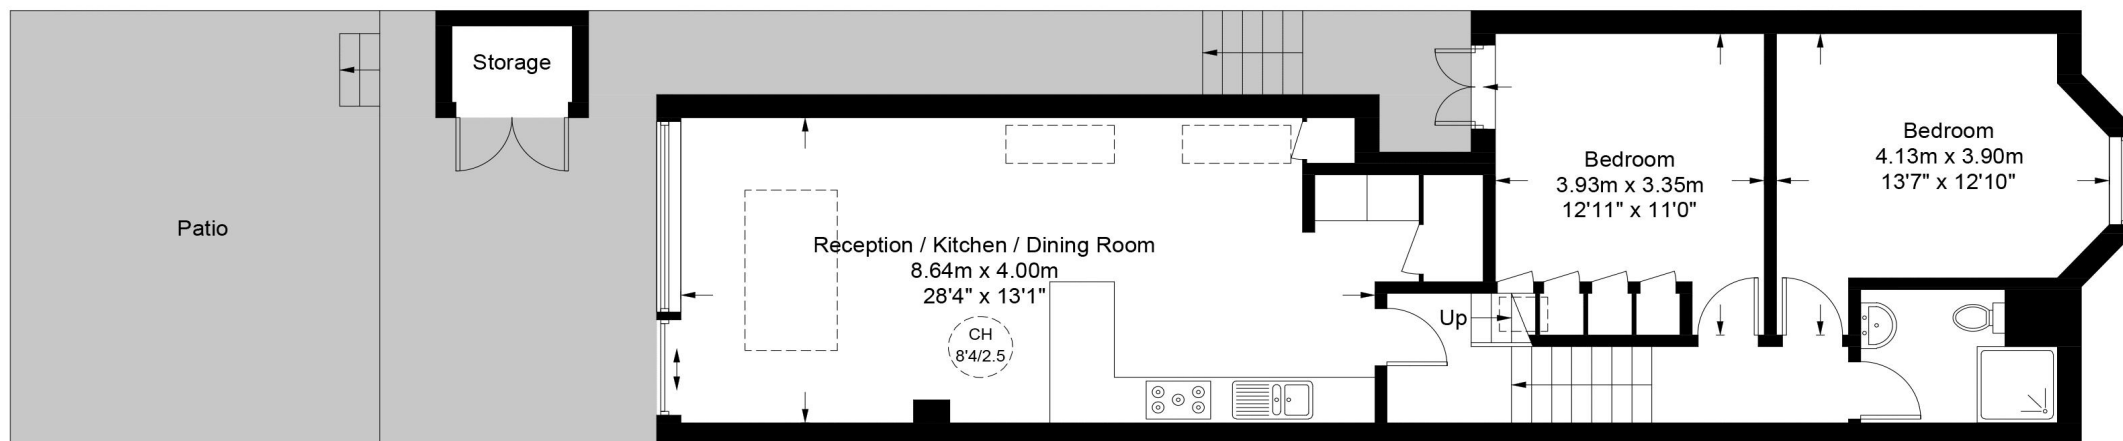 Storage
Patio
Reception / Kitchen / Dining Room
8.64m x 4.00m
28'4" x 13'1"
CH
8'4/2.5
Up
Bedroom
3.93m x 3.35m
12'11" x 11'0"
Bedroom
4.13m x 3.90m
13'7" x 12'10"